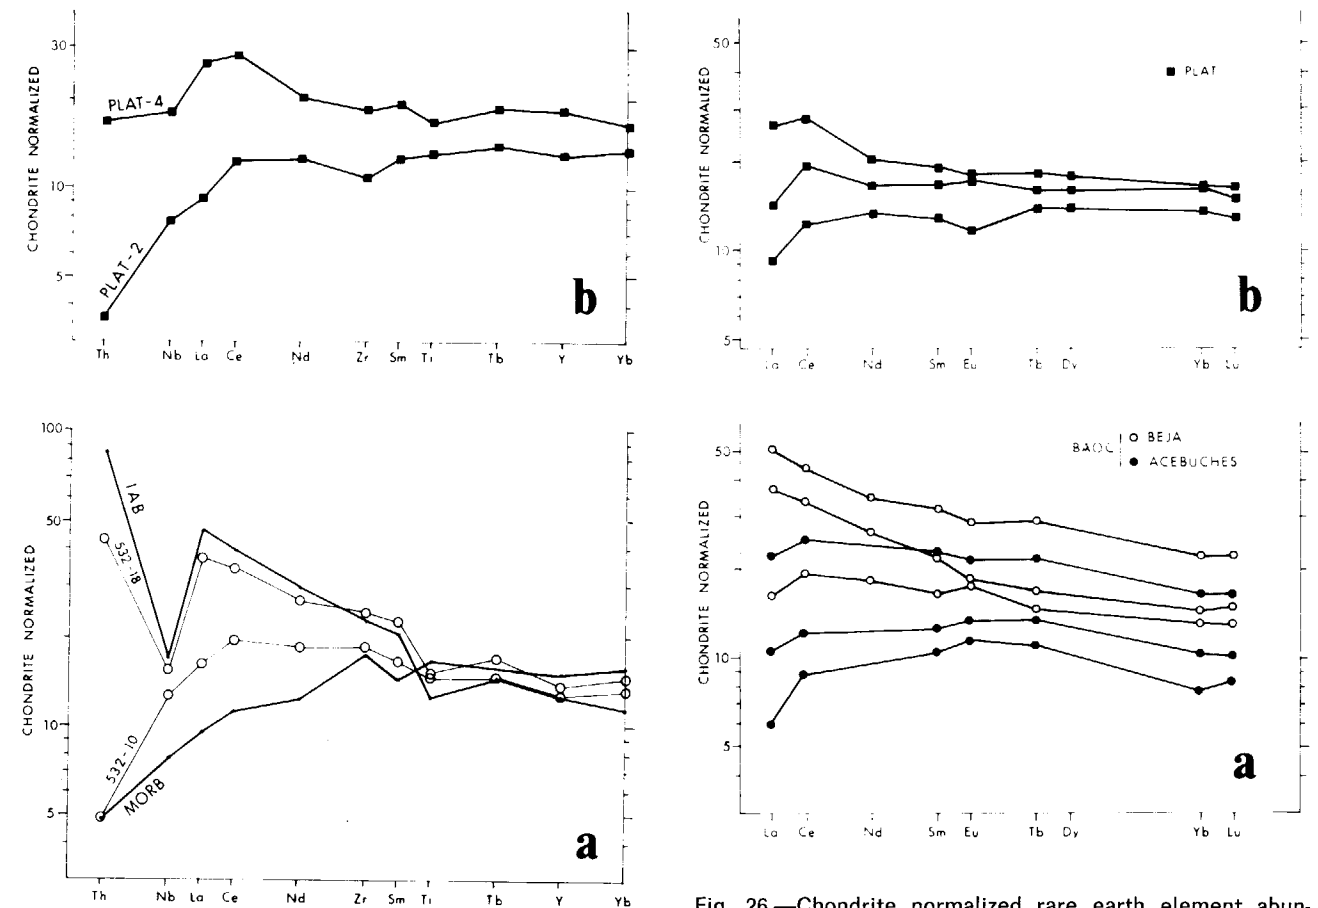 30
10
5
CHONDRITE NORMALIZED
PLAT-4
PLAT-2
b
Th Nb La Ce Nd Zr Sm Ti Tb Y Yb
50
10
5
CHONDRITE NORMALIZED
PLAT
b
La Ce Nd Sm Eu Tb Dy Yb Lu
100
50
10
5
CHONDRITE NORMALIZED
IAB
532-18
532-10
MORB
a
Th Nb La Ce Nd Zr Sm Ti Tb Y Yb
50
10
5
CHONDRITE NORMALIZED
BAOC
BEJA
ACEBUCHES
a
La Ce Nd Sm Eu Tb Dy Yb Lu
Fig. 26.—Chondrite normalized rare earth element abun-